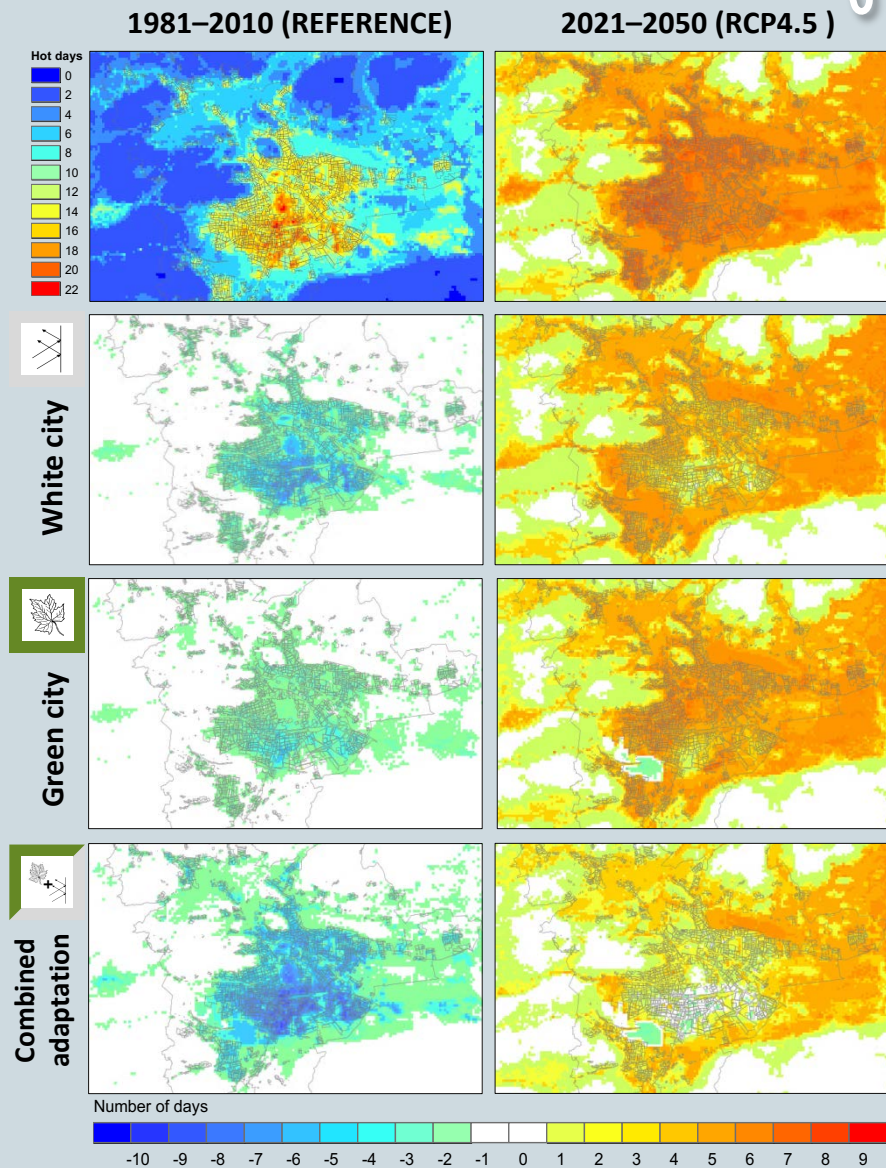 1981–2010 (REFERENCE)
2021–2050 (RCP4.5 )
Hot days
0
2
4
6
8
10
12
14
16
18
20
22
White city
Green city
Combined
adaptation
Number of days
-10 -9 -8 -7 -6 -5 -4 -3 -2 -1 0 1 2 3 4 5 6 7 8 9